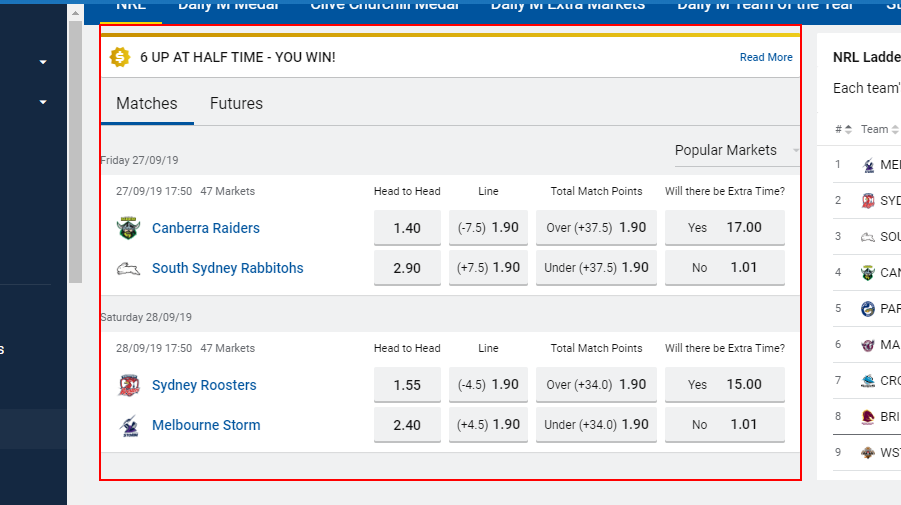 NRL Daily M Medal Clive Churchill Medal Daily M Extra Markets Daily M Team of the Year
6 UP AT HALF TIME - YOU WIN! Read More
Matches Futures
Popular Markets
Friday 27/09/19
27/09/19 17:50 47 Markets Head to Head Line Total Match Points Will there be Extra Time?
Canberra Raiders 1.40 (-7.5) 1.90 Over (+37.5) 1.90 Yes 17.00
South Sydney Rabbitohs 2.90 (+7.5) 1.90 Under (+37.5) 1.90 No 1.01
Saturday 28/09/19
28/09/19 17:50 47 Markets Head to Head Line Total Match Points Will there be Extra Time?
Sydney Roosters 1.55 (-4.5) 1.90 Over (+34.0) 1.90 Yes 15.00
Melbourne Storm 2.40 (+4.5) 1.90 Under (+34.0) 1.90 No 1.01
s
NRL Ladde
Each team'
# Team
1 MEI
2 SYD
3 SOU
4 CAN
5 PAR
6 MA
7 CRO
8 BRI
9 WST